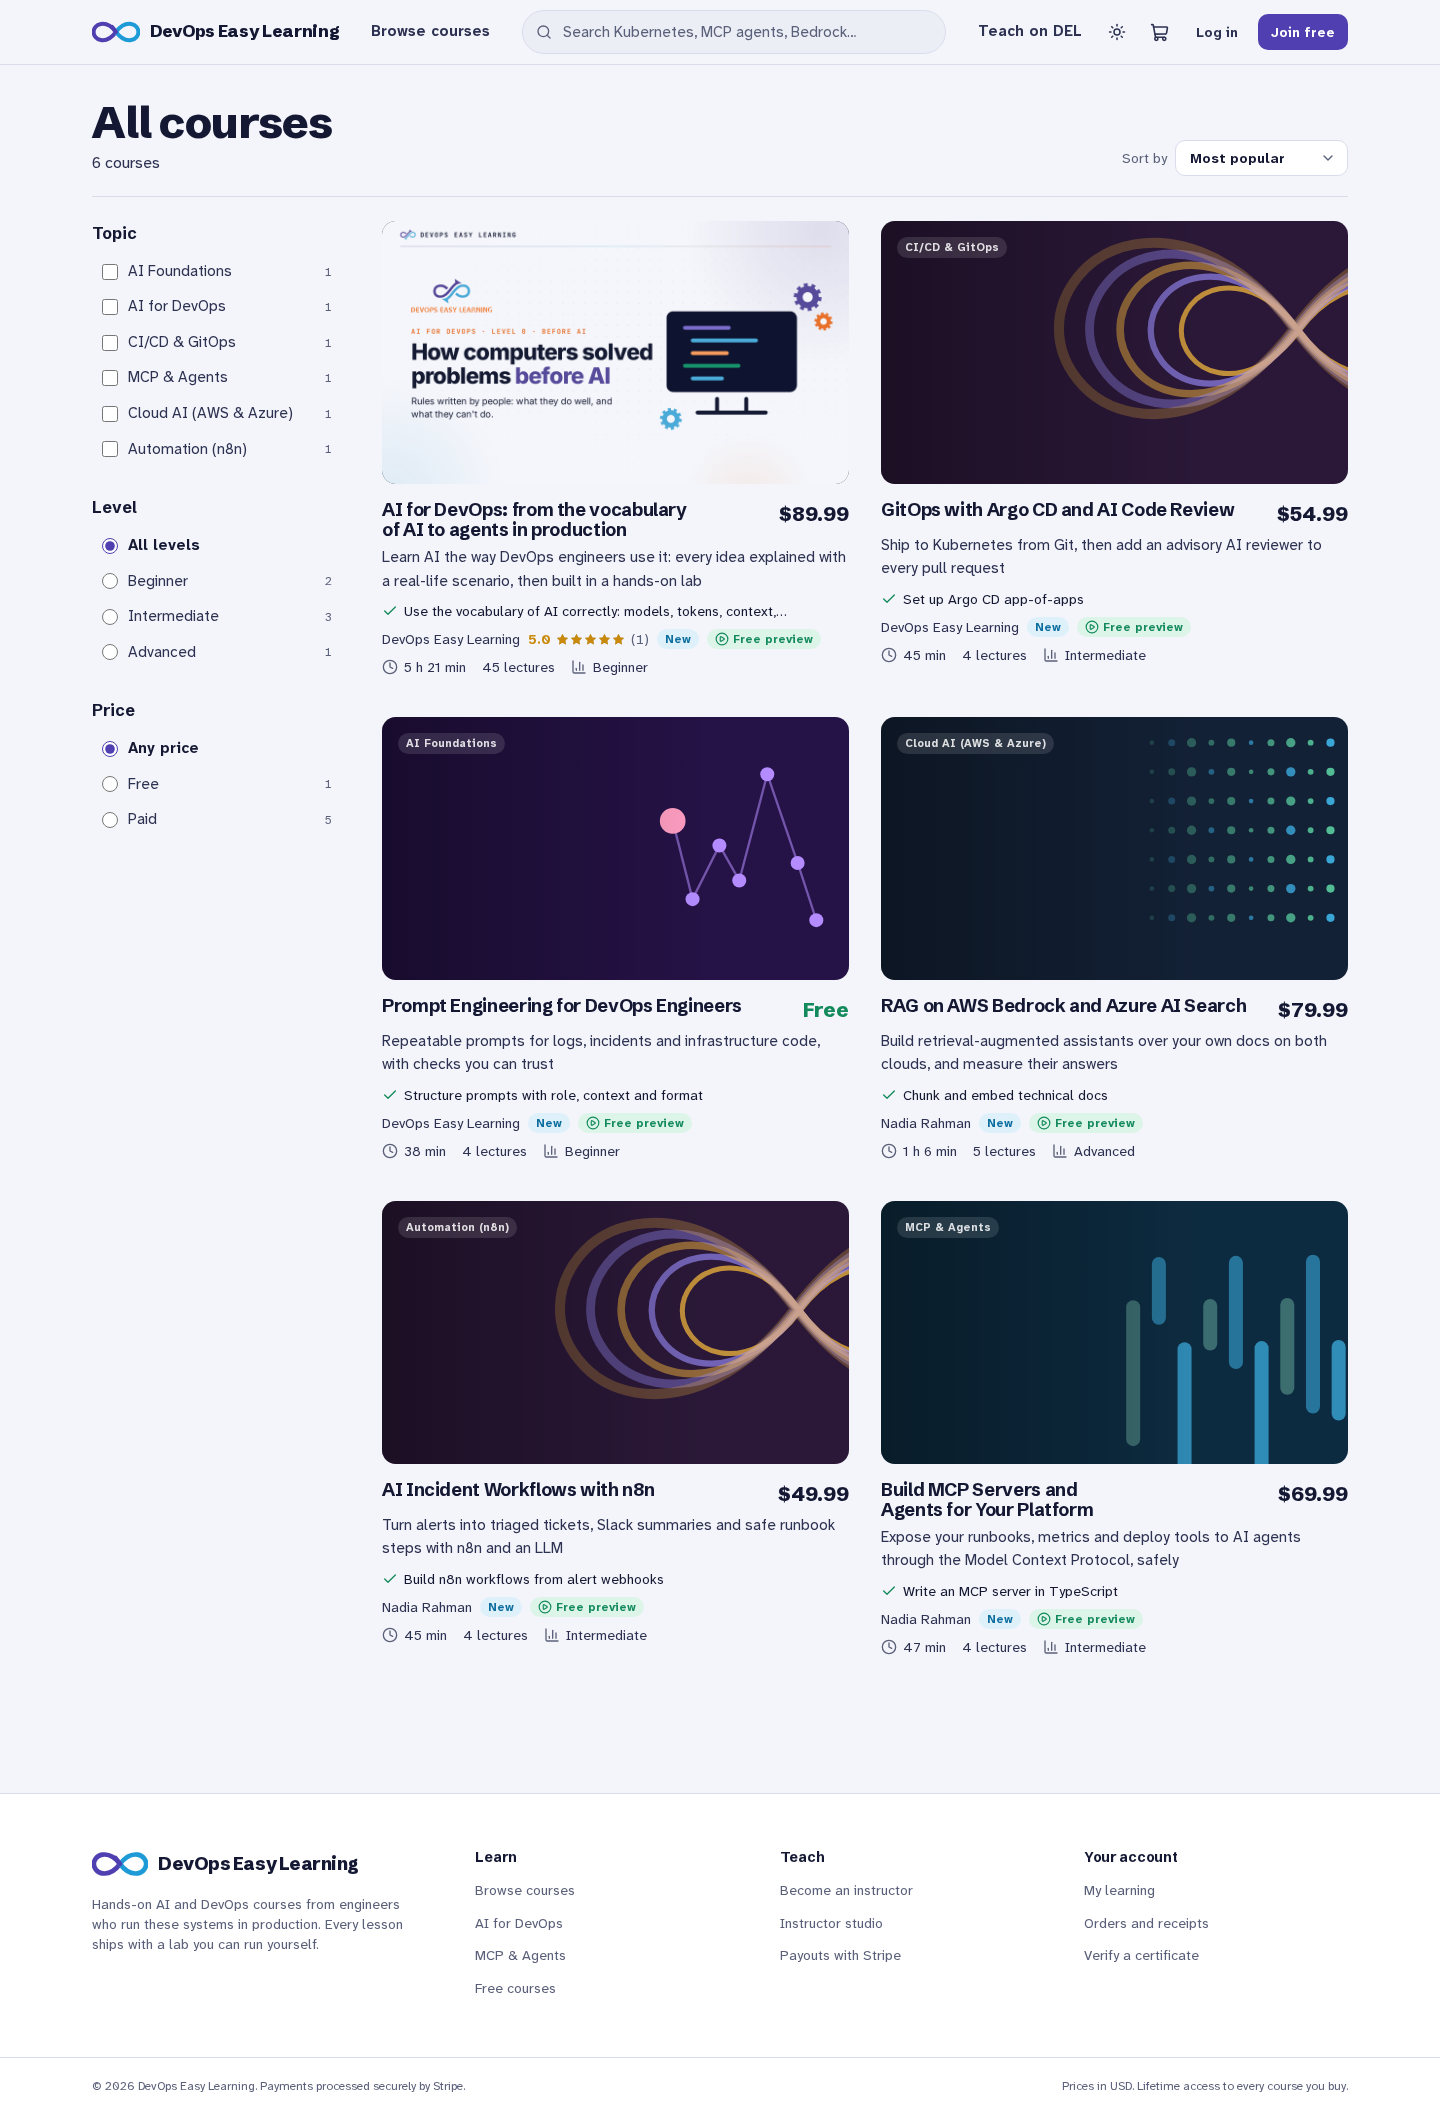 DevOps Easy Learning
Browse courses
Search Kubernetes, MCP agents, Bedrock...
Teach on DEL
Log in
Join free
All courses
6 courses
Sort by
Most popular
Topic
AI Foundations 1
AI for DevOps 1
CI/CD & GitOps 1
MCP & Agents 1
Cloud AI (AWS & Azure) 1
Automation (n8n) 1
Level
All levels
Beginner 2
Intermediate 3
Advanced 1
Price
Any price
Free 1
Paid 5
DEVOPS EASY LEARNING
DEVOPS EASY LEARNING
AI FOR DEVOPS · LEVEL 0 · BEFORE AI
How computers solved
problems before AI
Rules written by people: what they do well, and
what they can't do.
AI for DevOps: from the vocabulary
of AI to agents in production
$89.99
Learn AI the way DevOps engineers use it: every idea explained with
a real-life scenario, then built in a hands-on lab
Use the vocabulary of AI correctly: models, tokens, context,...
DevOps Easy Learning 5.0 (1) New Free preview
5 h 21 min 45 lectures Beginner
CI/CD & GitOps
GitOps with Argo CD and AI Code Review $54.99
Ship to Kubernetes from Git, then add an advisory AI reviewer to
every pull request
Set up Argo CD app-of-apps
DevOps Easy Learning New Free preview
45 min 4 lectures Intermediate
AI Foundations
Prompt Engineering for DevOps Engineers Free
Repeatable prompts for logs, incidents and infrastructure code,
with checks you can trust
Structure prompts with role, context and format
DevOps Easy Learning New Free preview
38 min 4 lectures Beginner
Cloud AI (AWS & Azure)
RAG on AWS Bedrock and Azure AI Search $79.99
Build retrieval-augmented assistants over your own docs on both
clouds, and measure their answers
Chunk and embed technical docs
Nadia Rahman New Free preview
1 h 6 min 5 lectures Advanced
Automation (n8n)
AI Incident Workflows with n8n $49.99
Turn alerts into triaged tickets, Slack summaries and safe runbook
steps with n8n and an LLM
Build n8n workflows from alert webhooks
Nadia Rahman New Free preview
45 min 4 lectures Intermediate
MCP & Agents
Build MCP Servers and
Agents for Your Platform
$69.99
Expose your runbooks, metrics and deploy tools to AI agents
through the Model Context Protocol, safely
Write an MCP server in TypeScript
Nadia Rahman New Free preview
47 min 4 lectures Intermediate
DevOps Easy Learning
Hands-on AI and DevOps courses from engineers
who run these systems in production. Every lesson
ships with a lab you can run yourself.
Learn
Browse courses
AI for DevOps
MCP & Agents
Free courses
Teach
Become an instructor
Instructor studio
Payouts with Stripe
Your account
My learning
Orders and receipts
Verify a certificate
© 2026 DevOps Easy Learning. Payments processed securely by Stripe.
Prices in USD. Lifetime access to every course you buy.